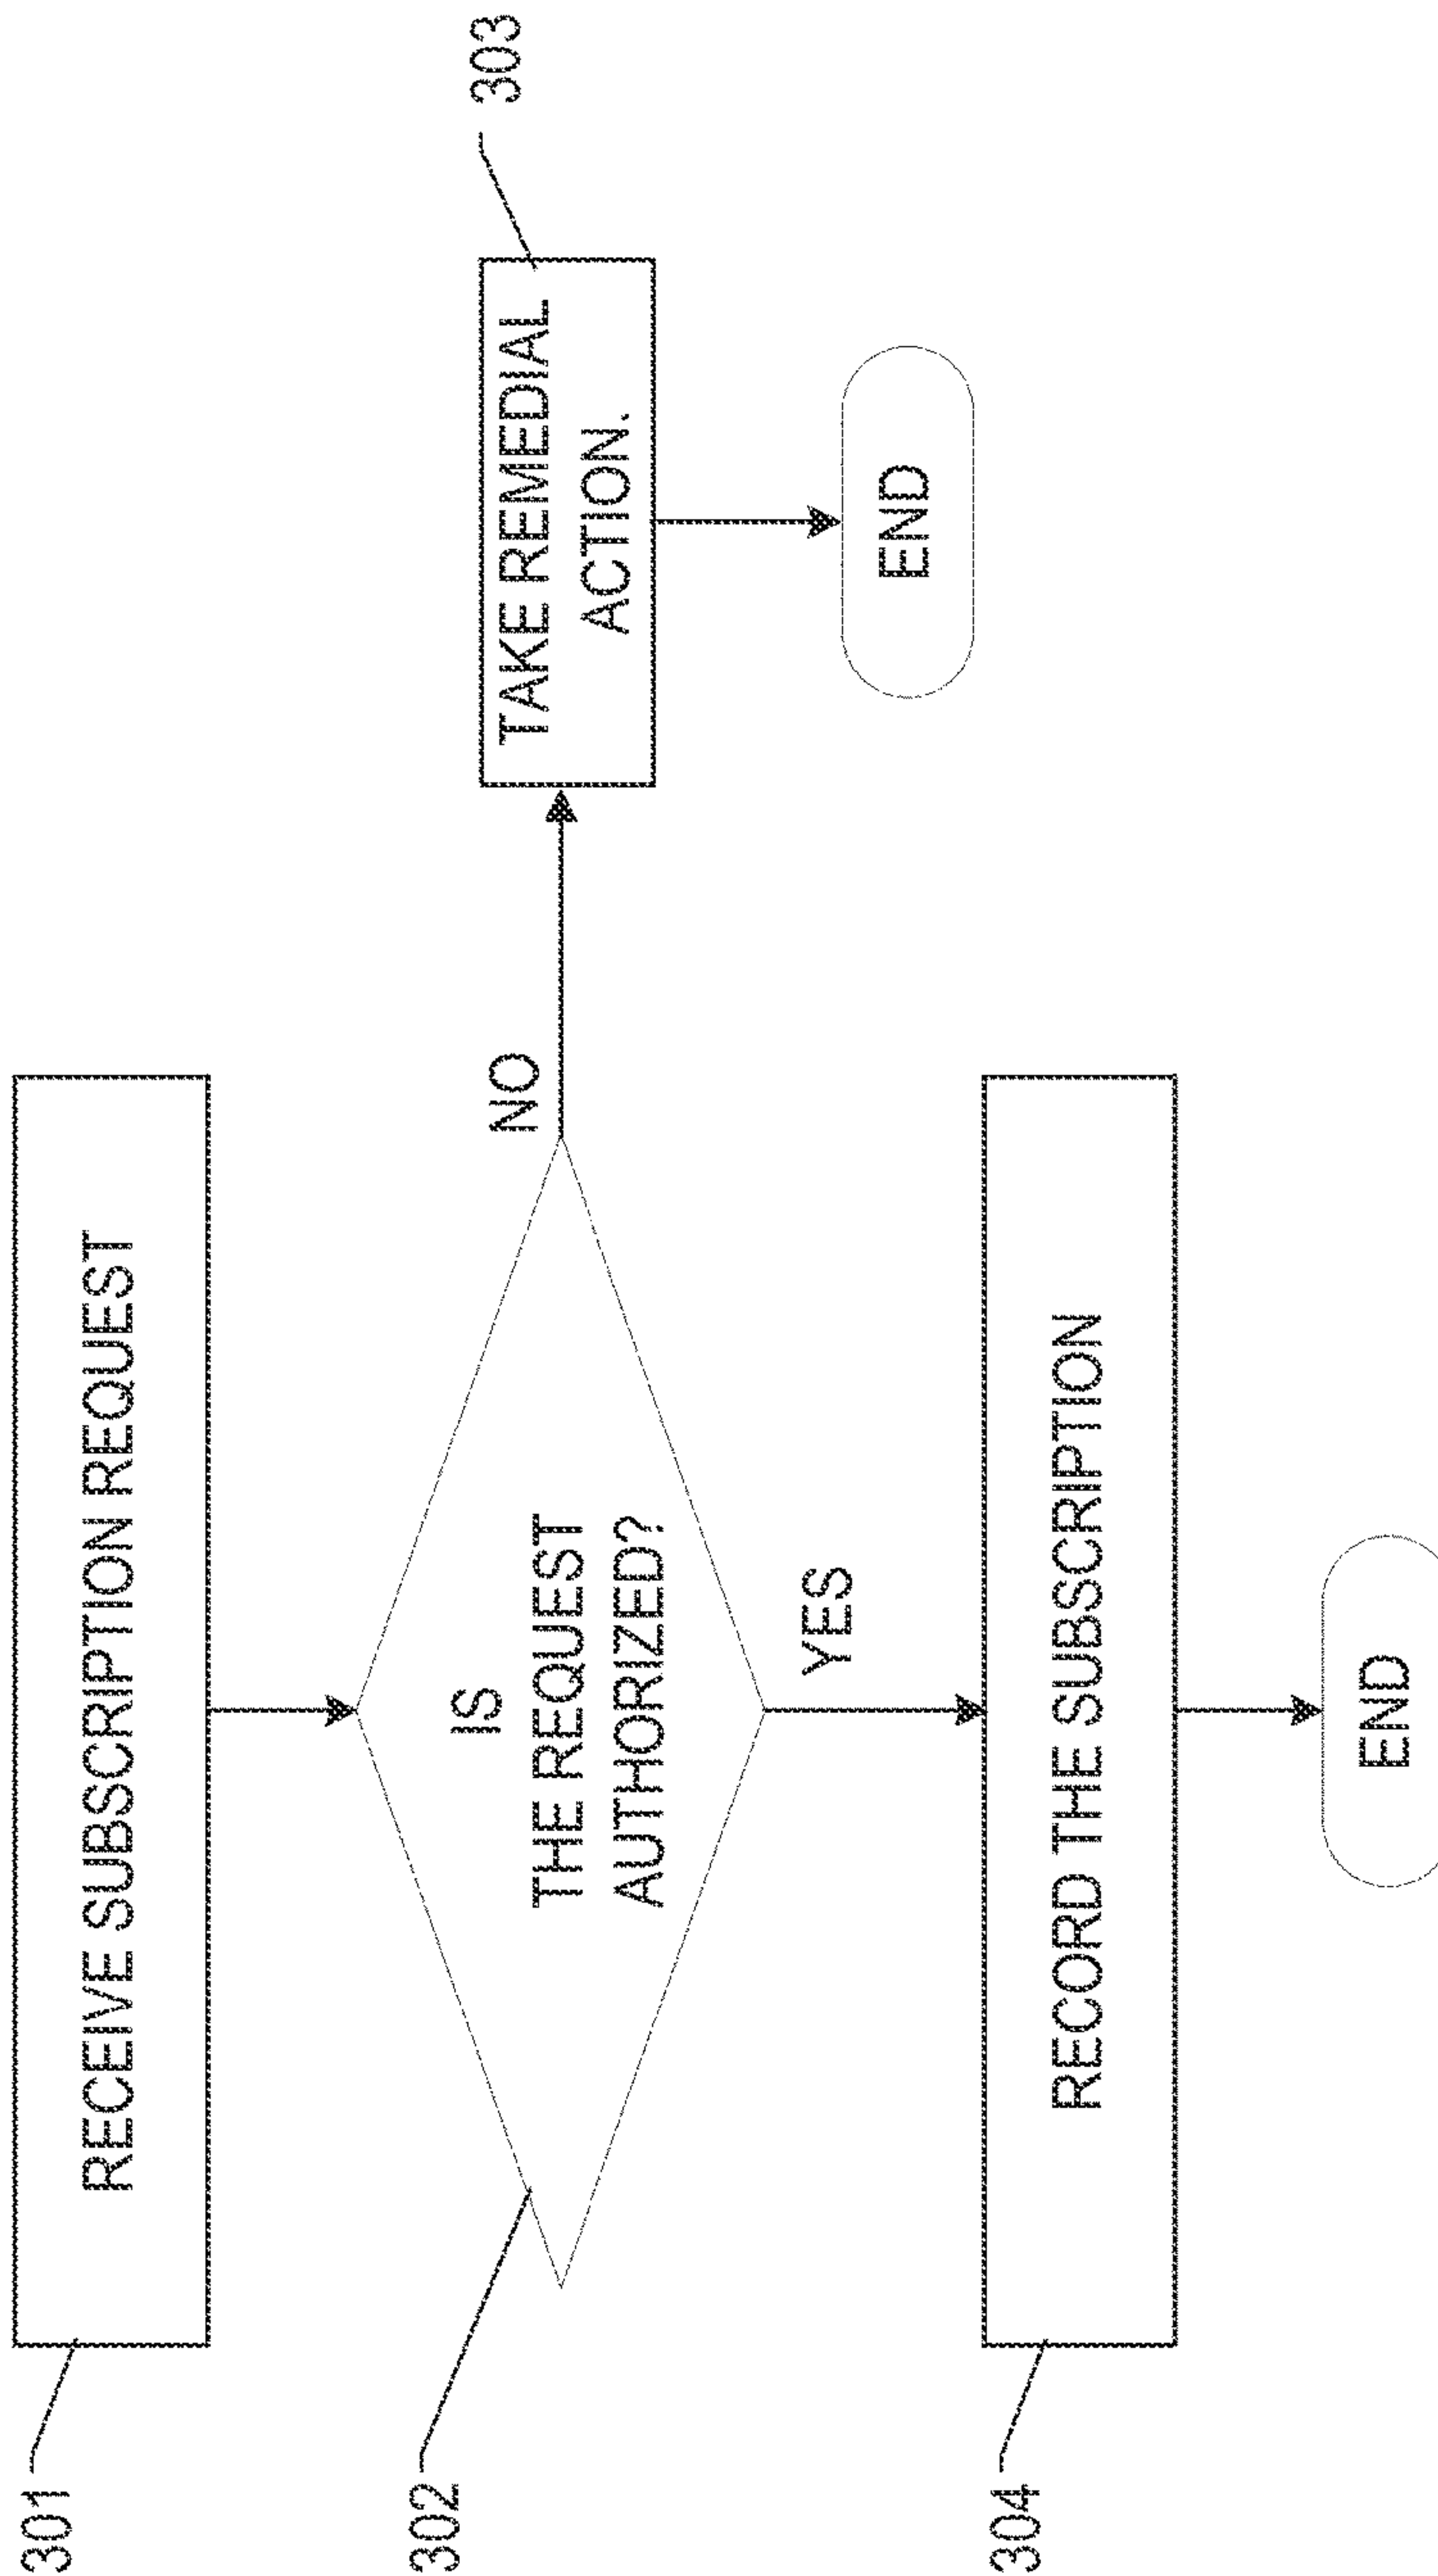 301
RECEIVE SUBSCRIPTION REQUEST
302
IS
THE REQUEST
AUTHORIZED?
NO
303
TAKE REMEDIAL
ACTION.
END
YES
304
RECORD THE SUBSCRIPTION
END